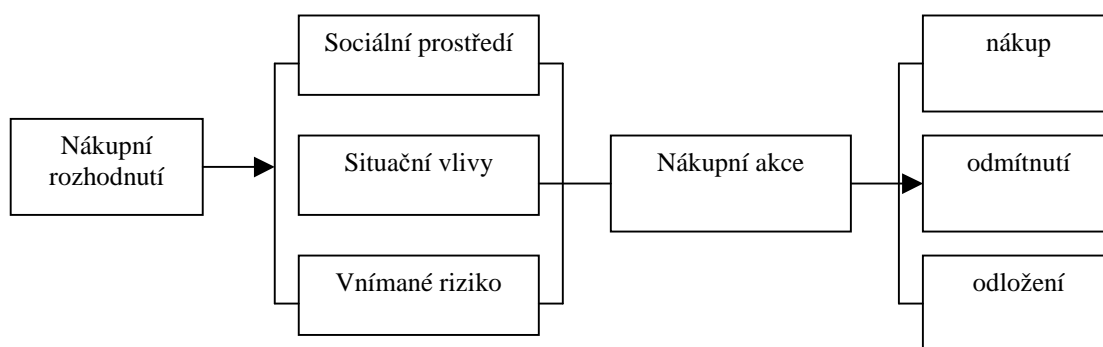 Sociální prostředí
nákup
Nákupní
rozhodnutí
Situační vlivy
Nákupní akce
odmítnutí
Vnímané riziko
odložení